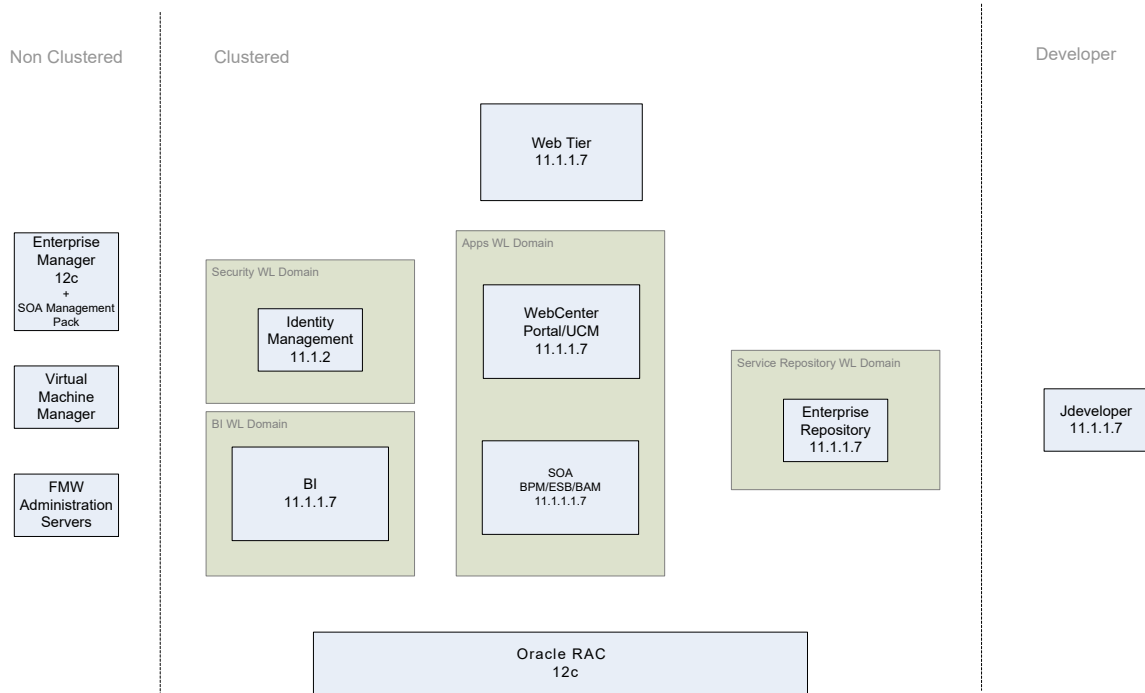 Non Clustered
Clustered
Developer
Web Tier
11.1.1.7
Enterprise
Manager
12c
+
SOA Management
Pack
Virtual
Machine
Manager
FMW
Administration
Servers
Security WL Domain
Identity
Management
11.1.2
BI WL Domain
BI
11.1.1.7
Apps WL Domain
WebCenter
Portal/UCM
11.1.1.7
SOA
BPM/ESB/BAM
11.1.1.1.7
Service Repository WL Domain
Enterprise
Repository
11.1.1.7
Jdeveloper
11.1.1.7
Oracle RAC
12c